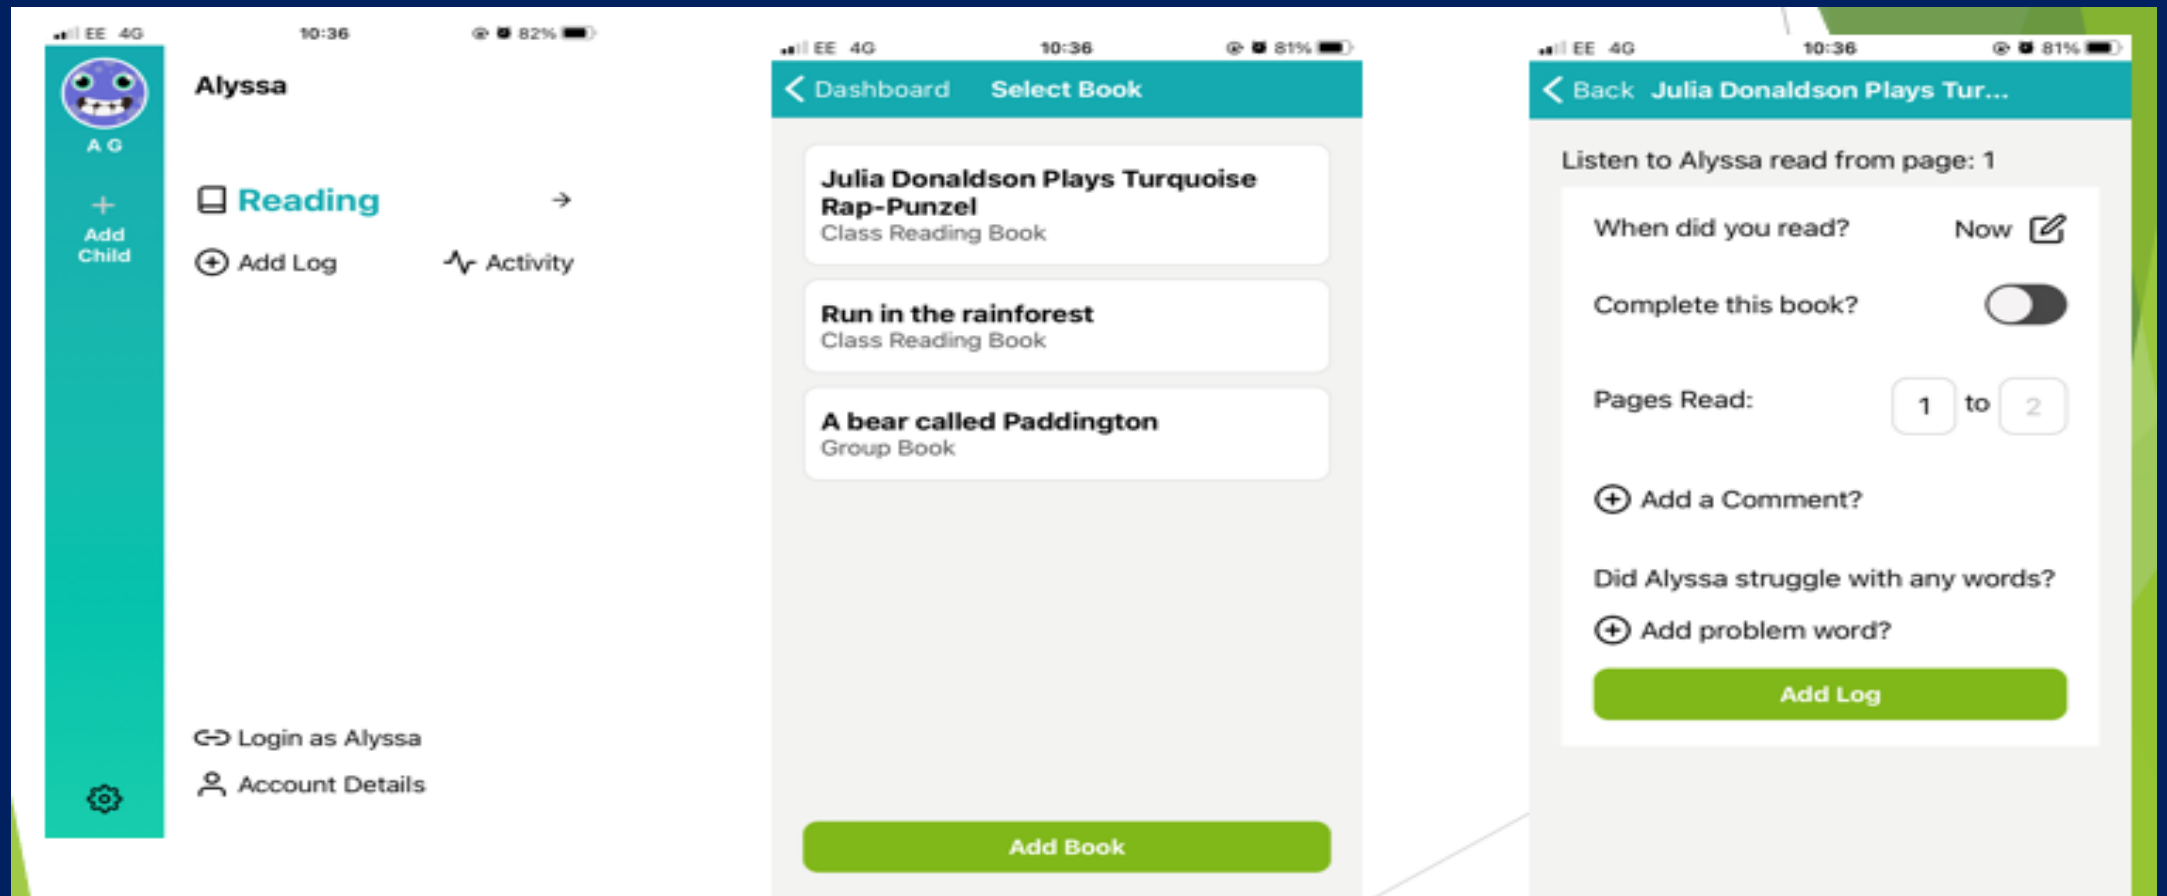 EE 4G 10:36 82%
Alyssa
A G
+
Add
Child
Reading →
Add Log Activity
Login as Alyssa
Account Details
EE 4G 10:36 81%
Dashboard Select Book
Julia Donaldson Plays Turquoise
Rap-Punzel
Class Reading Book
Run in the rainforest
Class Reading Book
A bear called Paddington
Group Book
Add Book
EE 4G 10:36 81%
Back Julia Donaldson Plays Tur...
Listen to Alyssa read from page: 1
When did you read? Now
Complete this book?
Pages Read: 1 to 2
Add a Comment?
Did Alyssa struggle with any words?
Add problem word?
Add Log